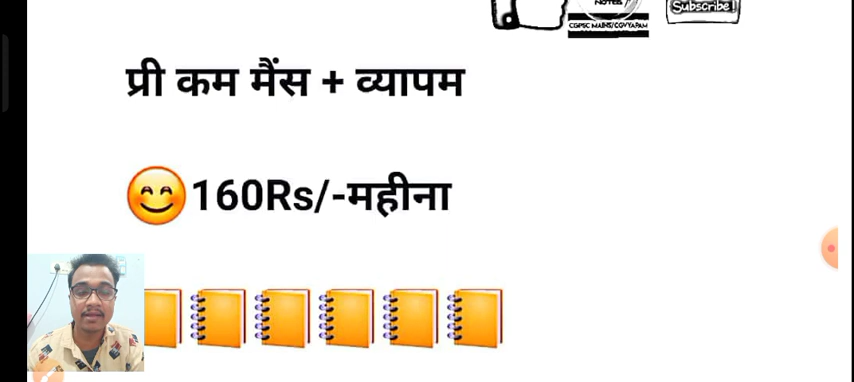 NOTES
CGPSC MAINS/CGVYAPAM
Subscribe
प्री कम मैंस + व्यापम
160Rs/-महीना